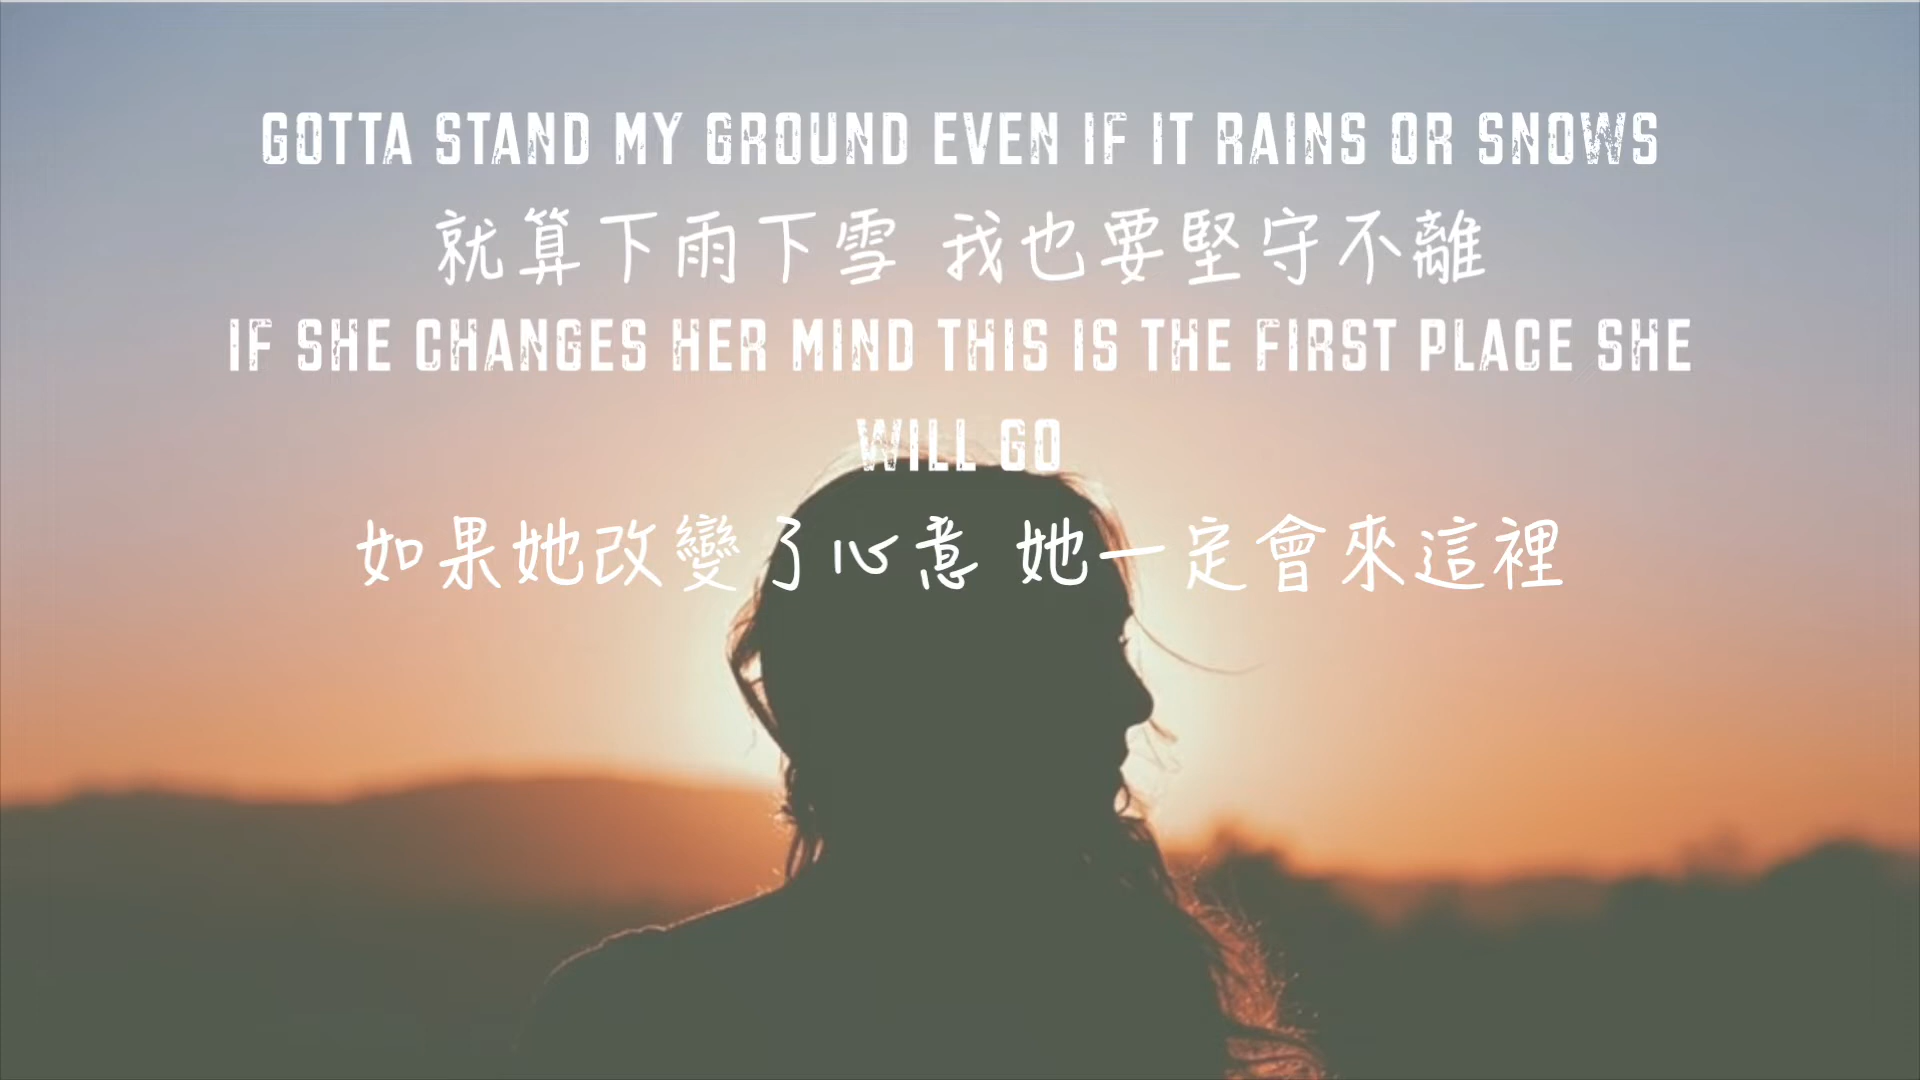 GOTTA STAND MY GROUND EVEN IF IT RAINS OR SNOWS
就算下雨下雪 我也要堅守不離
IF SHE CHANGES HER MIND THIS IS THE FIRST PLACE SHE
WILL GO
如果她改變了心意 她一定會來這裡